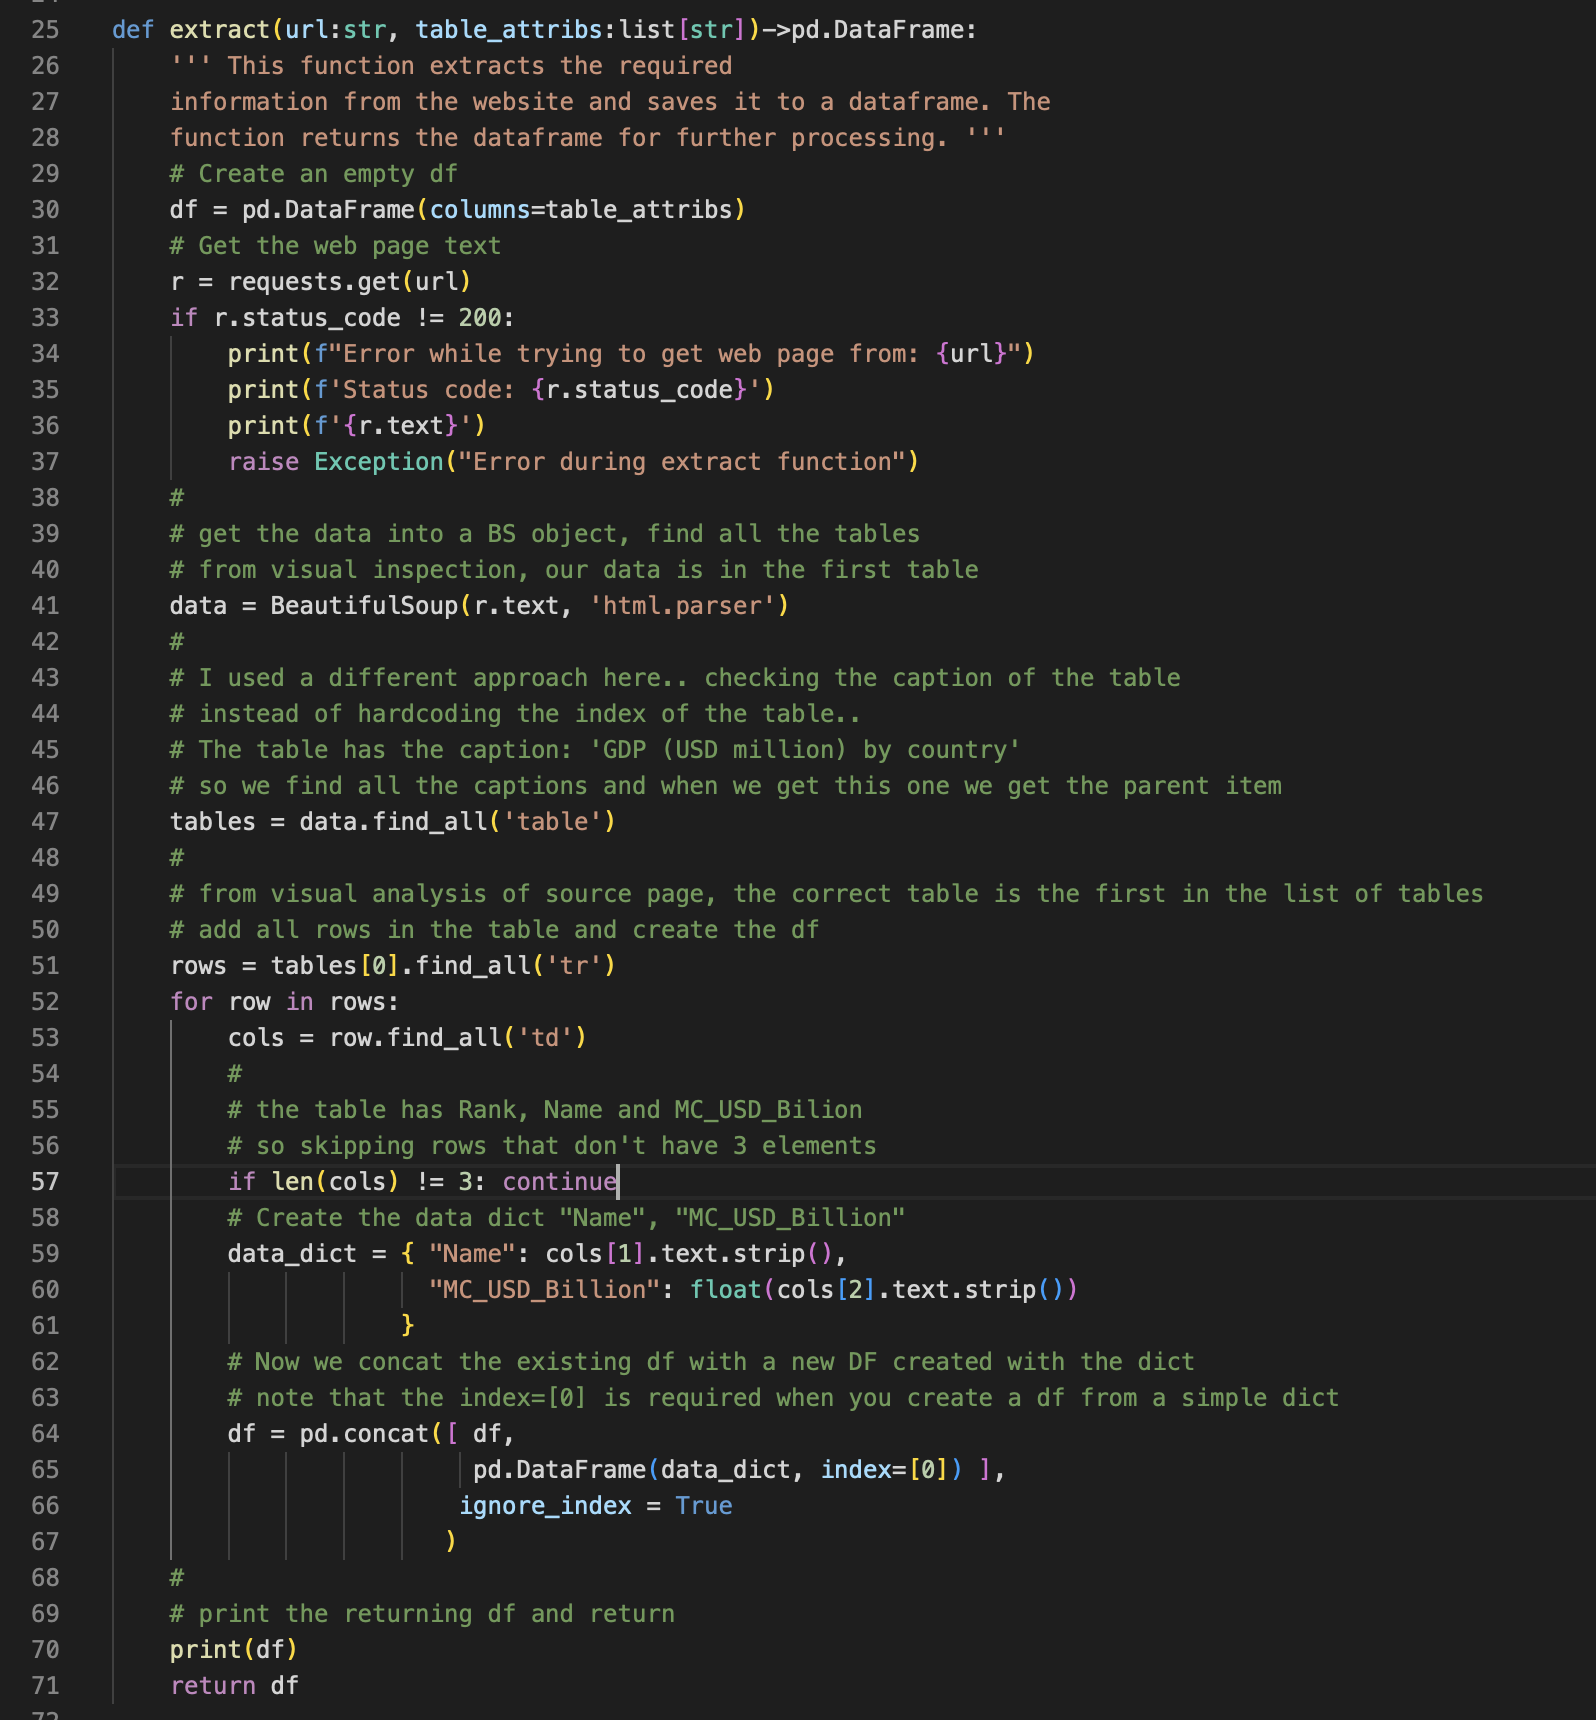 25 def extract(url:str, table_attribs:list[str])->pd.DataFrame:
26     ''' This function extracts the required
27     information from the website and saves it to a dataframe. The
28     function returns the dataframe for further processing. '''
29     # Create an empty df
30     df = pd.DataFrame(columns=table_attribs)
31     # Get the web page text
32     r = requests.get(url)
33     if r.status_code != 200:
34         print(f"Error while trying to get web page from: {url}")
35         print(f'Status code: {r.status_code}')
36         print(f'{r.text}')
37         raise Exception("Error during extract function")
38     #
39     # get the data into a BS object, find all the tables
40     # from visual inspection, our data is in the first table
41     data = BeautifulSoup(r.text, 'html.parser')
42     #
43     # I used a different approach here.. checking the caption of the table
44     # instead of hardcoding the index of the table..
45     # The table has the caption: 'GDP (USD million) by country'
46     # so we find all the captions and when we get this one we get the parent item
47     tables = data.find_all('table')
48     #
49     # from visual analysis of source page, the correct table is the first in the list of tables
50     # add all rows in the table and create the df
51     rows = tables[0].find_all('tr')
52     for row in rows:
53         cols = row.find_all('td')
54         #
55         # the table has Rank, Name and MC_USD_Bilion
56         # so skipping rows that don't have 3 elements
57         if len(cols) != 3: continue
58         # Create the data dict "Name", "MC_USD_Billion"
59         data_dict = { "Name": cols[1].text.strip(),
60                       "MC_USD_Billion": float(cols[2].text.strip())
61                     }
62         # Now we concat the existing df with a new DF created with the dict
63         # note that the index=[0] is required when you create a df from a simple dict
64         df = pd.concat([ df,
65                          pd.DataFrame(data_dict, index=[0]) ],
66                         ignore_index = True
67                        )
68     #
69     # print the returning df and return
70     print(df)
71     return df